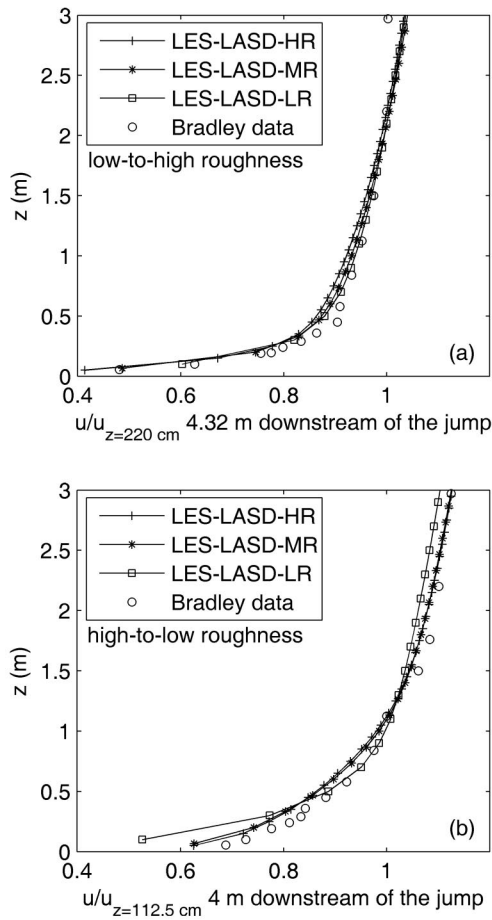 3
2.5
2
1.5
1
0.5
0
z (m)
LES-LASD-HR
LES-LASD-MR
LES-LASD-LR
Bradley data
low-to-high roughness
(a)
0.4 0.6 0.8 1 1.2
u/u z=220 cm 4.32 m downstream of the jump
3
2.5
2
1.5
1
0.5
0
z (m)
LES-LASD-HR
LES-LASD-MR
LES-LASD-LR
Bradley data
high-to-low roughness
(b)
0.4 0.6 0.8 1 1.2
u/u z=112.5 cm 4 m downstream of the jump